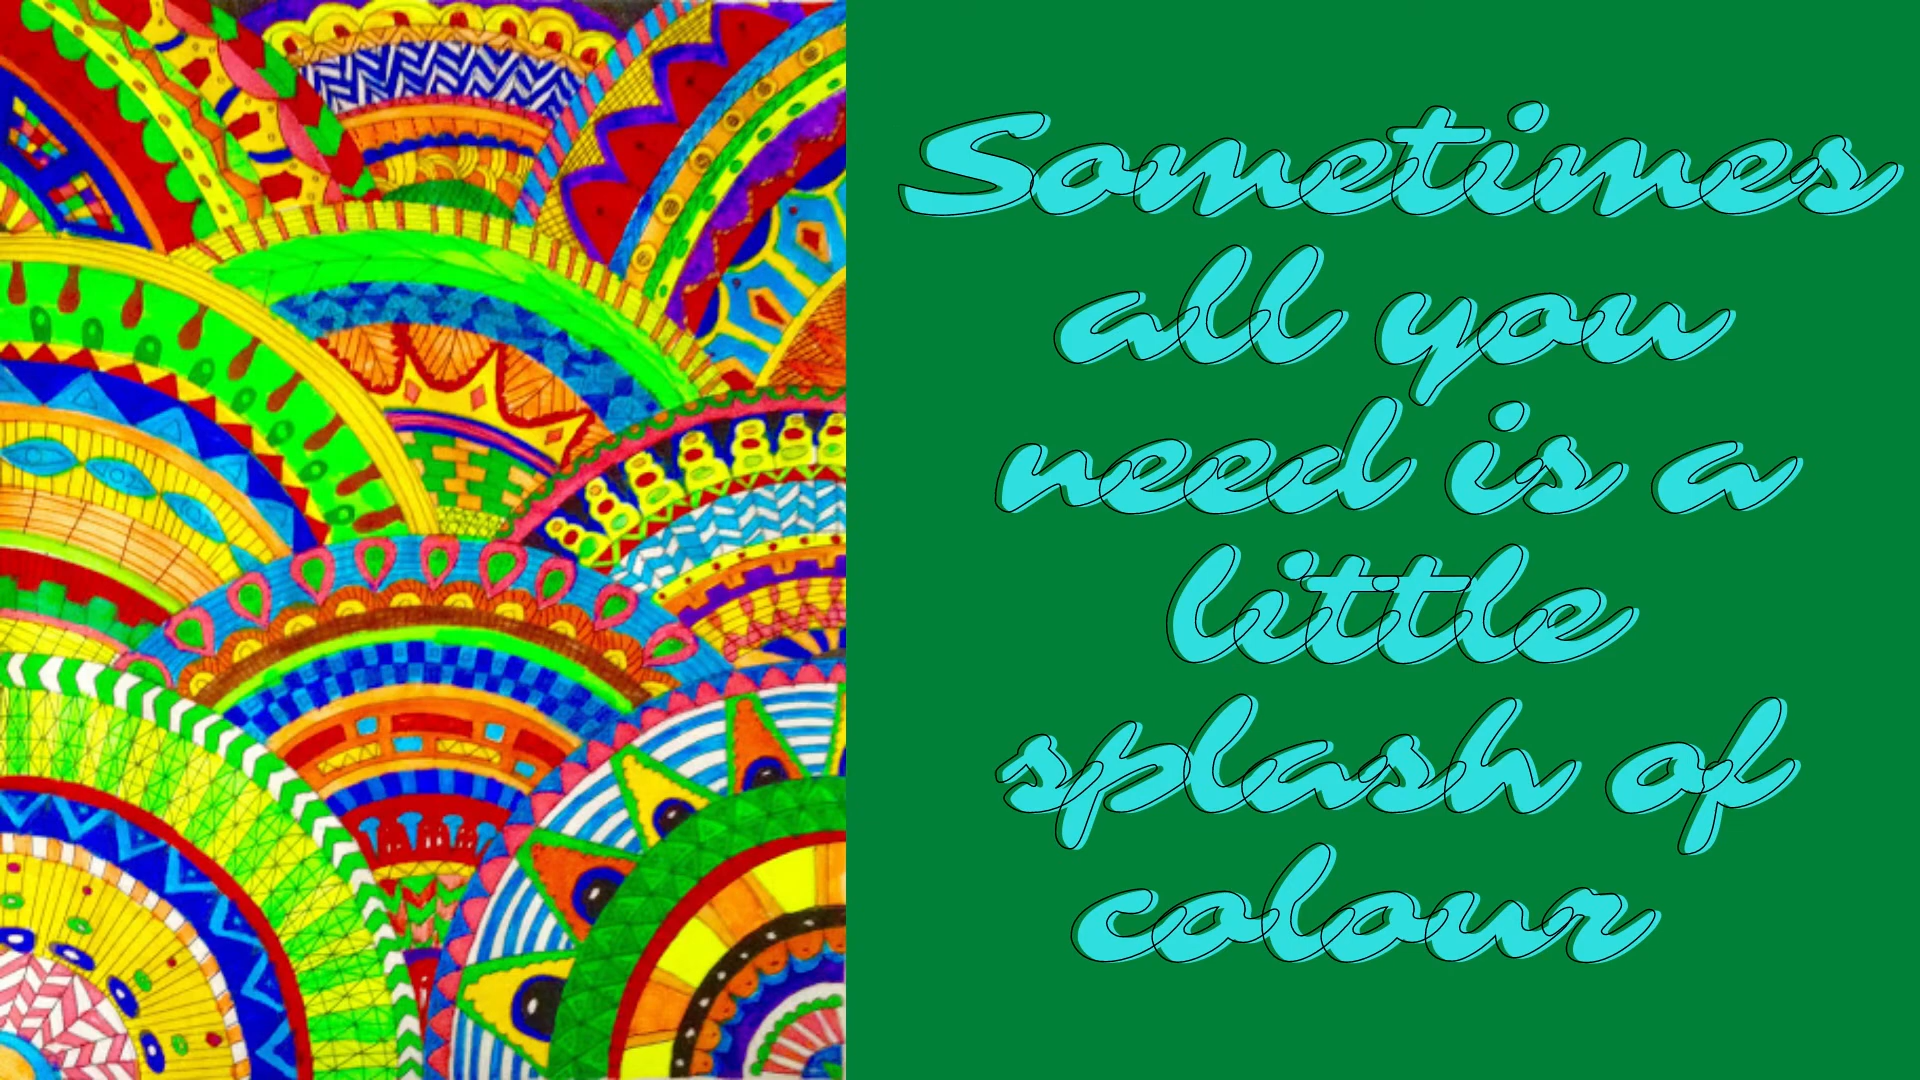 Sometimes
all you
need is a
little
splash of
colour